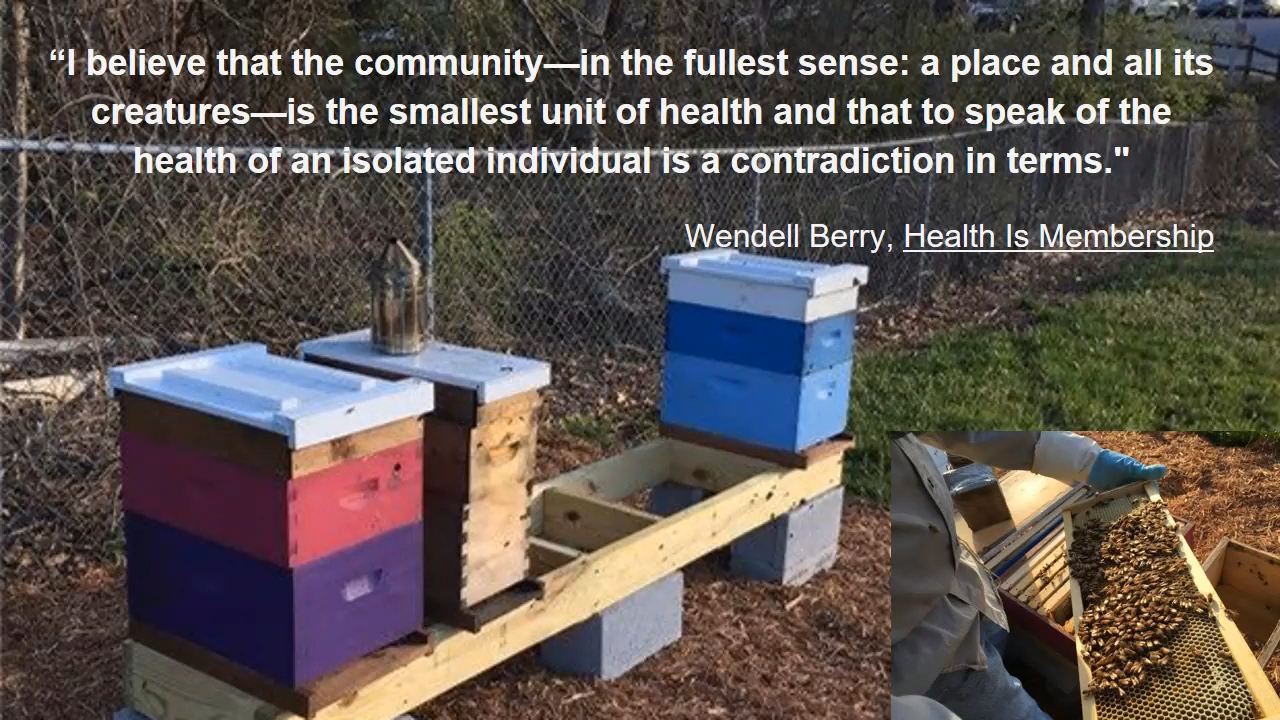 “I believe that the community—in the fullest sense: a place and all its
creatures—is the smallest unit of health and that to speak of the
health of an isolated individual is a contradiction in terms."
Wendell Berry, Health Is Membership